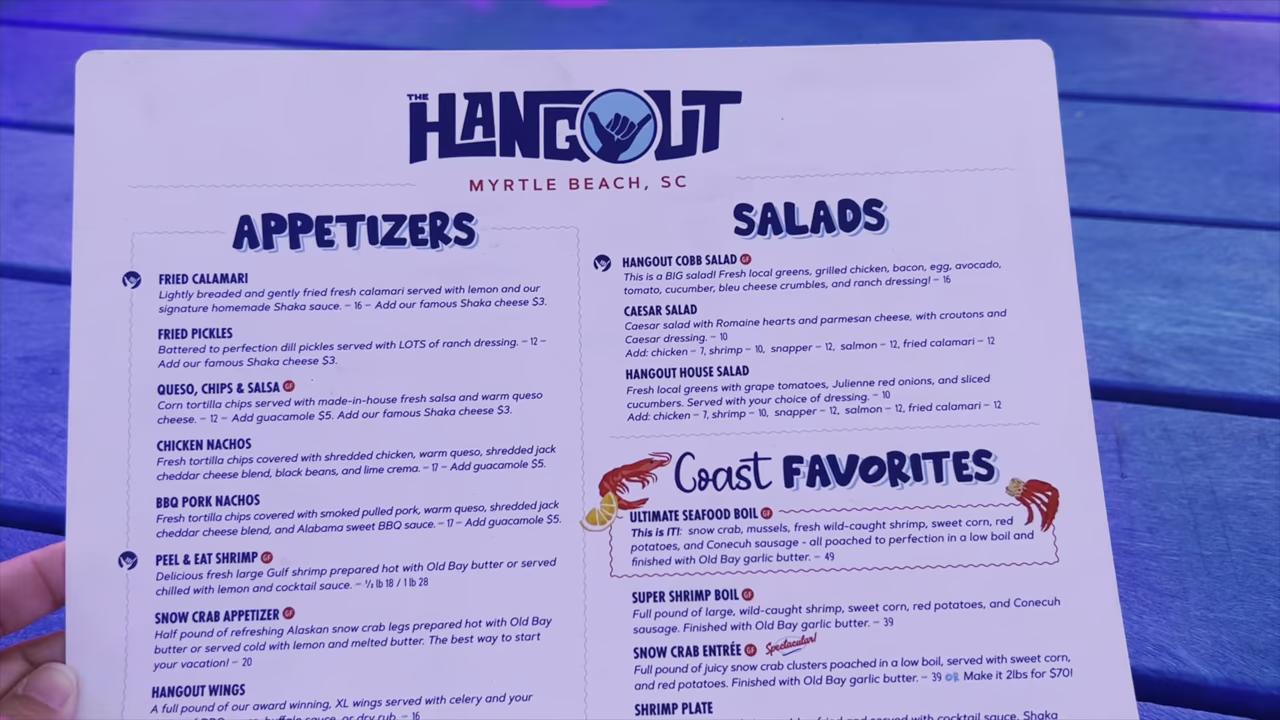 THE HANGOUT
MYRTLE BEACH, SC
APPETIZERS
FRIED CALAMARI
Lightly breaded and gently fried fresh calamari served with lemon and our
signature homemade Shaka sauce. – 16 – Add our famous Shaka cheese $3.
FRIED PICKLES
Battered to perfection dill pickles served with LOTS of ranch dressing. – 12 –
Add our famous Shaka cheese $3.
QUESO, CHIPS & SALSA GF
Corn tortilla chips served with made-in-house fresh salsa and warm queso
cheese. – 12 – Add guacamole $5. Add our famous Shaka cheese $3.
CHICKEN NACHOS
Fresh tortilla chips covered with shredded chicken, warm queso, shredded jack
cheddar cheese blend, black beans, and lime crema. – 17 – Add guacamole $5.
BBQ PORK NACHOS
Fresh tortilla chips covered with smoked pulled pork, warm queso, shredded jack
cheddar cheese blend, and Alabama sweet BBQ sauce. – 17 – Add guacamole $5.
PEEL & EAT SHRIMP GF
Delicious fresh large Gulf shrimp prepared hot with Old Bay butter or served
chilled with lemon and cocktail sauce. – ½ lb 18 / 1 lb 28
SNOW CRAB APPETIZER GF
Half pound of refreshing Alaskan snow crab legs prepared hot with Old Bay
butter or served cold with lemon and melted butter. The best way to start
your vacation! – 20
HANGOUT WINGS
A full pound of our award winning, XL wings served with celery and your
BBQ sauce, buffalo sauce, or dry rub. – 16
SALADS
HANGOUT COBB SALAD GF
This is a BIG salad! Fresh local greens, grilled chicken, bacon, egg, avocado,
tomato, cucumber, bleu cheese crumbles, and ranch dressing! – 16
CAESAR SALAD
Caesar salad with Romaine hearts and parmesan cheese, with croutons and
Caesar dressing. – 10
Add: chicken – 7, shrimp – 10, snapper – 12, salmon – 12, fried calamari – 12
HANGOUT HOUSE SALAD
Fresh local greens with grape tomatoes, Julienne red onions, and sliced
cucumbers. Served with your choice of dressing. – 10
Add: chicken – 7, shrimp – 10, snapper – 12, salmon – 12, fried calamari – 12
Coast FAVORITES
ULTIMATE SEAFOOD BOIL GF
This is IT!: snow crab, mussels, fresh wild-caught shrimp, sweet corn, red
potatoes, and Conecuh sausage - all poached to perfection in a low boil and
finished with Old Bay garlic butter. – 49
SUPER SHRIMP BOIL GF
Full pound of large, wild-caught shrimp, sweet corn, red potatoes, and Conecuh
sausage. Finished with Old Bay garlic butter. – 39
SNOW CRAB ENTRÉE GF Spectacular!
Full pound of juicy snow crab clusters poached in a low boil, served with sweet corn,
and red potatoes. Finished with Old Bay garlic butter. – 39 OR Make it 2lbs for $70!
SHRIMP PLATE
and served with cocktail sauce. Shaka